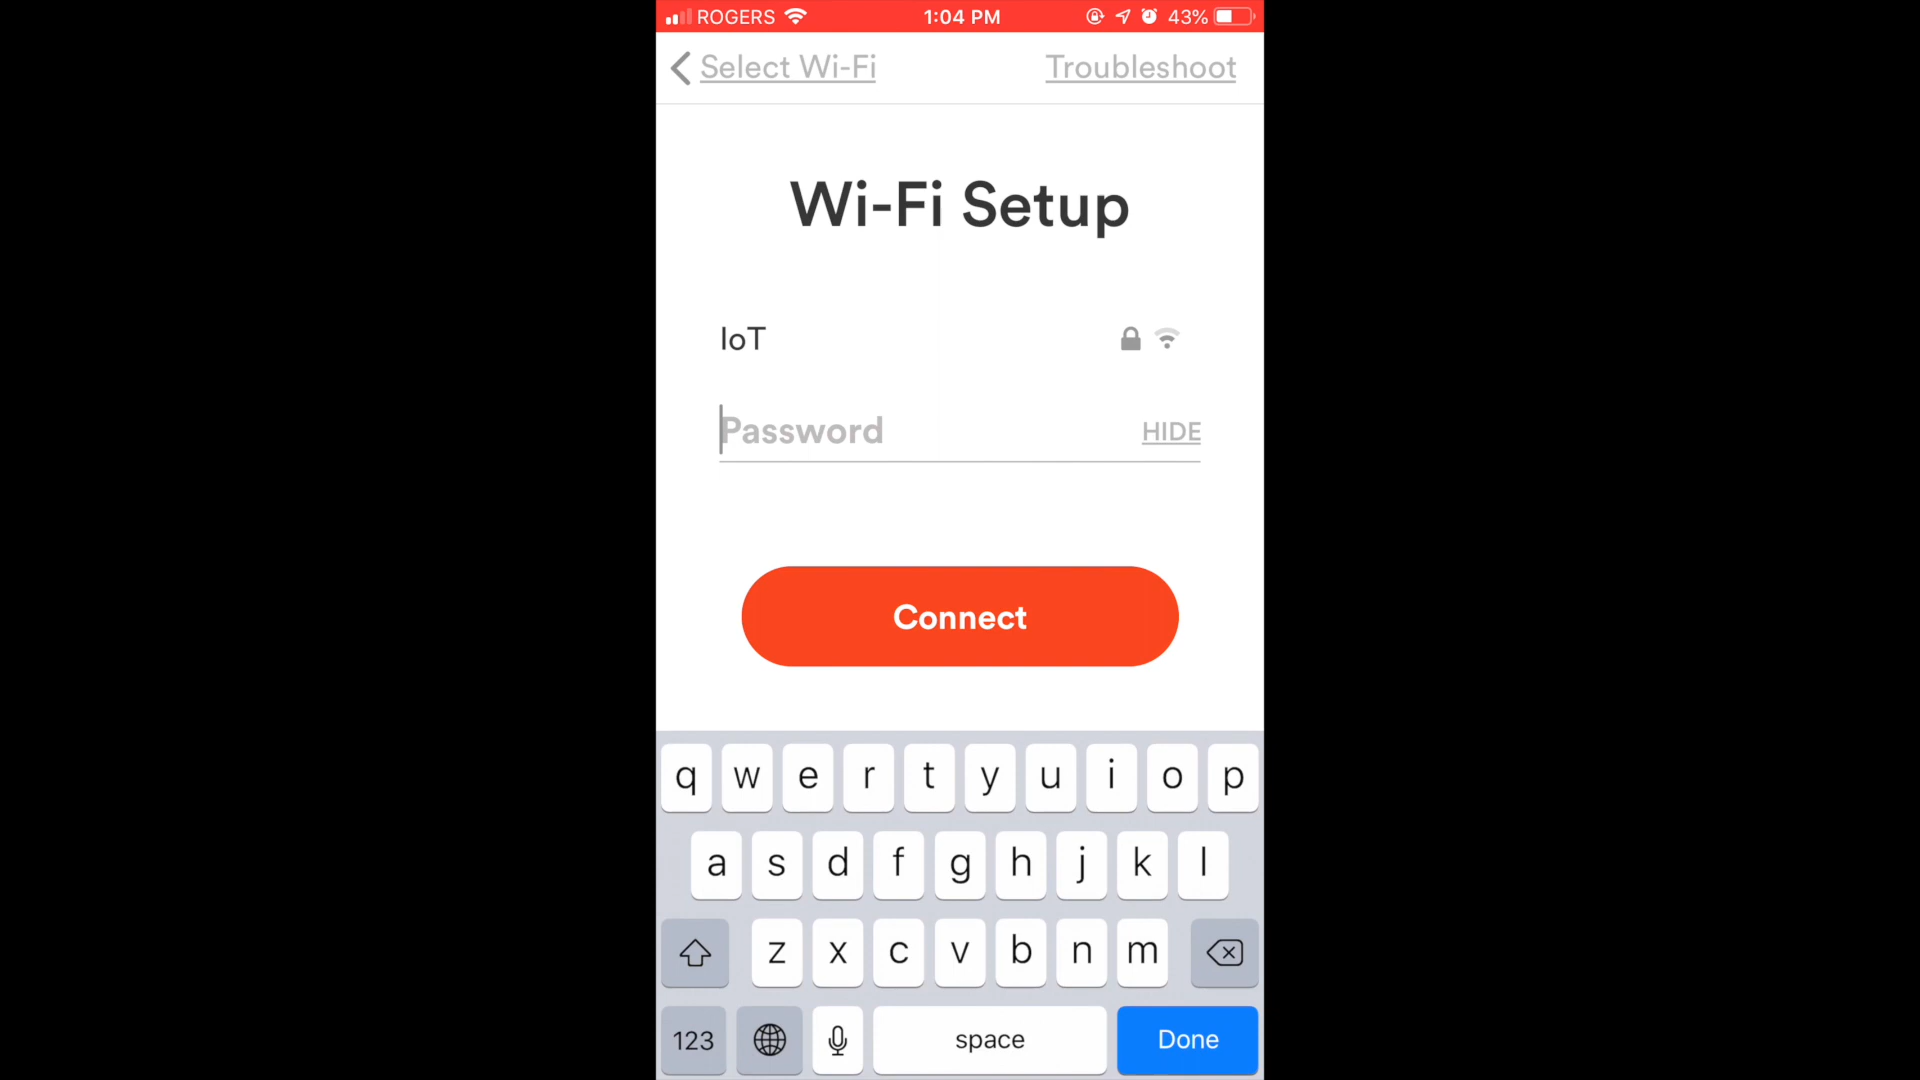 ROGERS 1:04 PM 43%
Select Wi-Fi Troubleshoot
Wi-Fi Setup
IoT
Password HIDE
Connect
q w e r t y u i o p
a s d f g h j k l
z x c v b n m
123 space Done